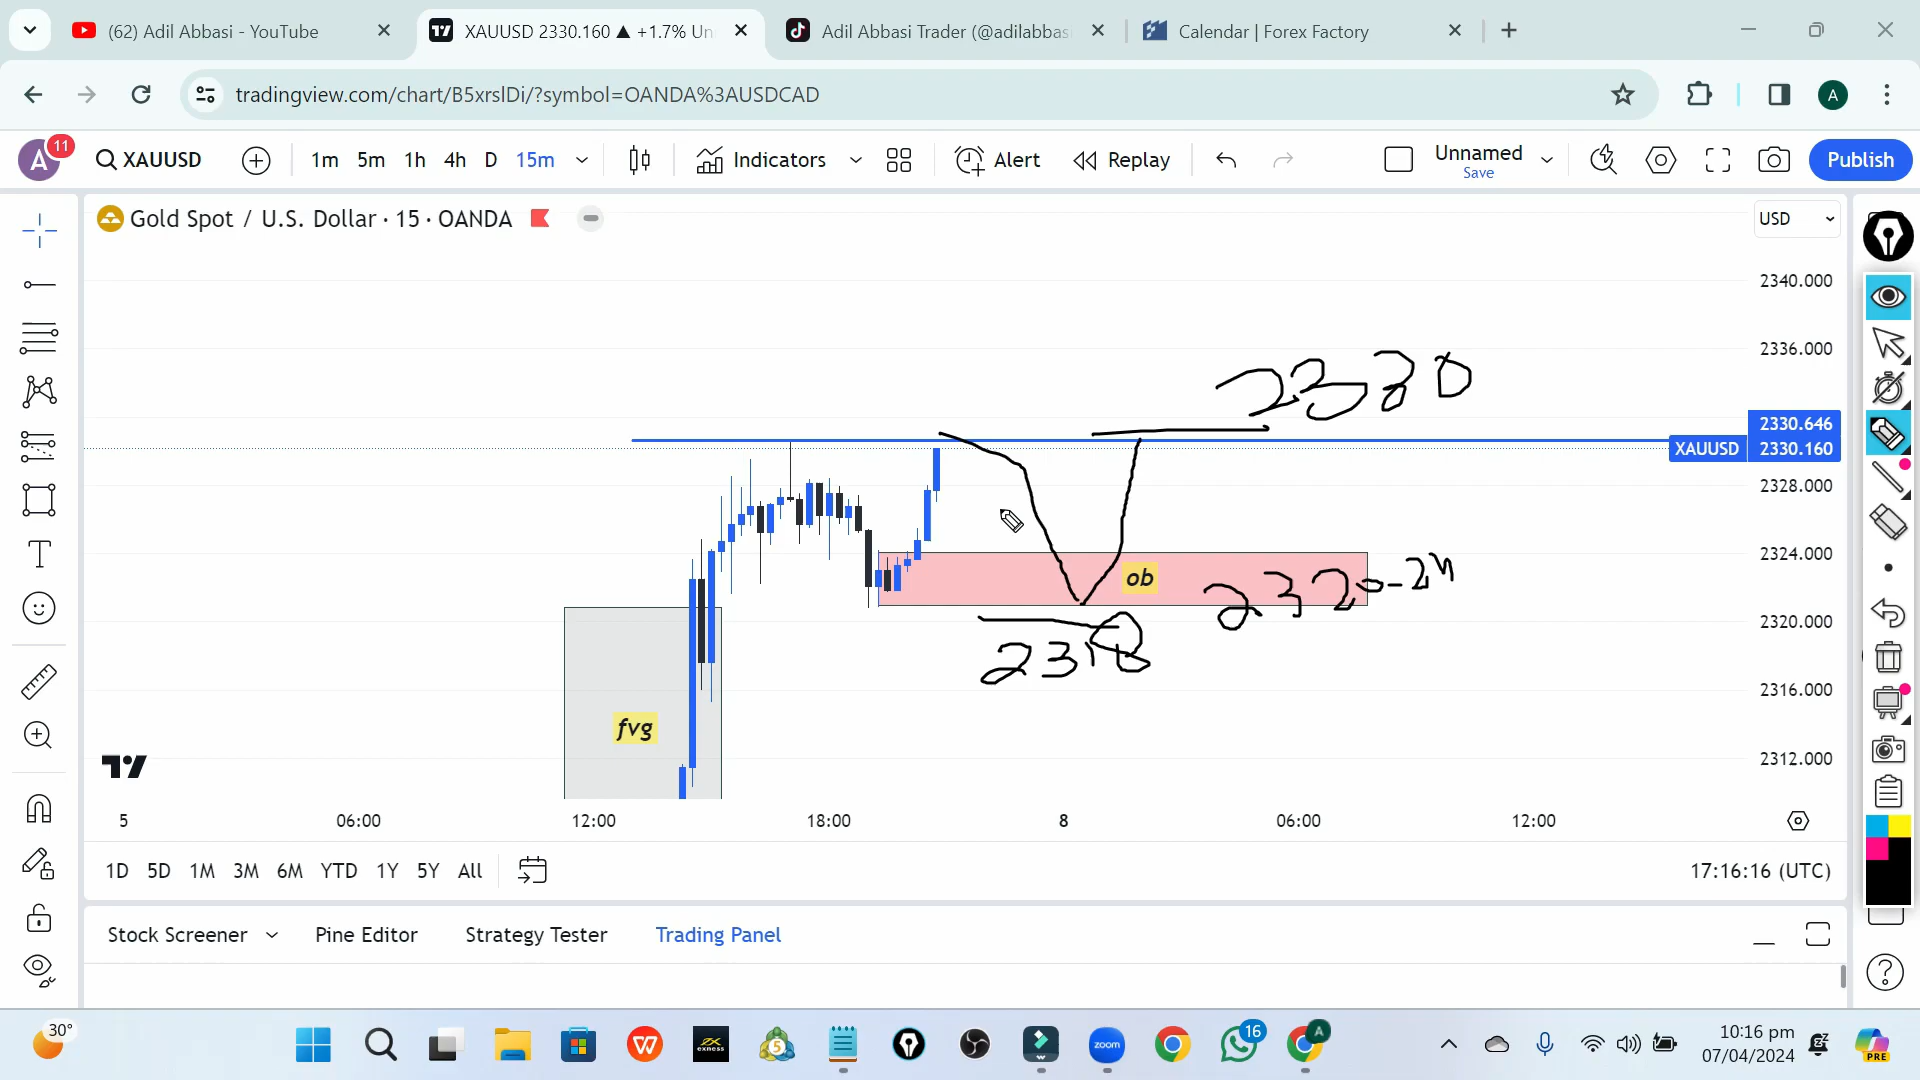 (62) Adil Abbasi - YouTube
XAUUSD 2330.160 ▲ +1.7% Un
Adil Abbasi Trader (@adilabbas
Calendar | Forex Factory
tradingview.com/chart/B5xrslDi/?symbol=OANDA%3AUSDCAD
A
A 11
XAUUSD
1m 5m 1h 4h D 15m
Indicators
Alert
Replay
Unnamed
Save
Publish
Gold Spot / U.S. Dollar · 15 · OANDA
USD
2340.000
2336.000
2330
2330.646
XAUUSD 2330.160
2328.000
2324.000
ob
2320-24
2320.000
2318
2316.000
fvg
2312.000
5 06:00 12:00 18:00 8 06:00 12:00
1D 5D 1M 3M 6M YTD 1Y 5Y All
17:16:16 (UTC)
Stock Screener
Pine Editor
Strategy Tester
Trading Panel
30°
W
exness
5
zoom
16
A
10:16 pm
07/04/2024
PRE